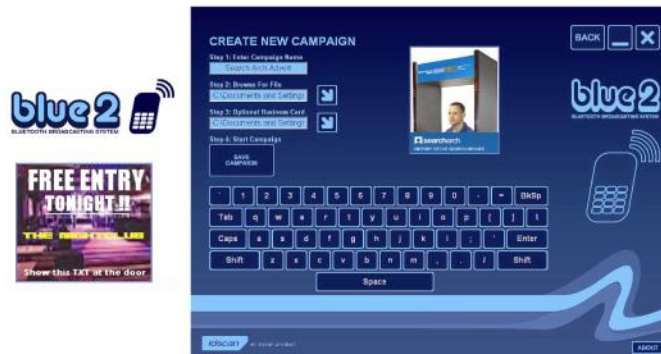 blue2
BLUETOOTH BROADCASTING SYSTEM
FREE ENTRY
TONIGHT!!
THE NIGHTCLUB
Show this TXT at the door
CREATE NEW CAMPAIGN
Step 1: Enter Campaign Name
Search Arch Advert
Step 2: Browse For File
C:\Documents and Setting
Step 3: Optional Business Card
C:\Documents and Setting
Step 4: Start Campaign
SAVE
CAMPAIGN
searcharch
BACK
blue2
BLUETOOTH BROADCASTING SYSTEM
` 1 2 3 4 5 6 7 8 9 0 - = BkSp
Tab q w e r t y u i o p [ ] \
Caps a s d f g h j k l ; ' Enter
Shift z x c v b n m , . / Shift
Space
idscan
ABOUT